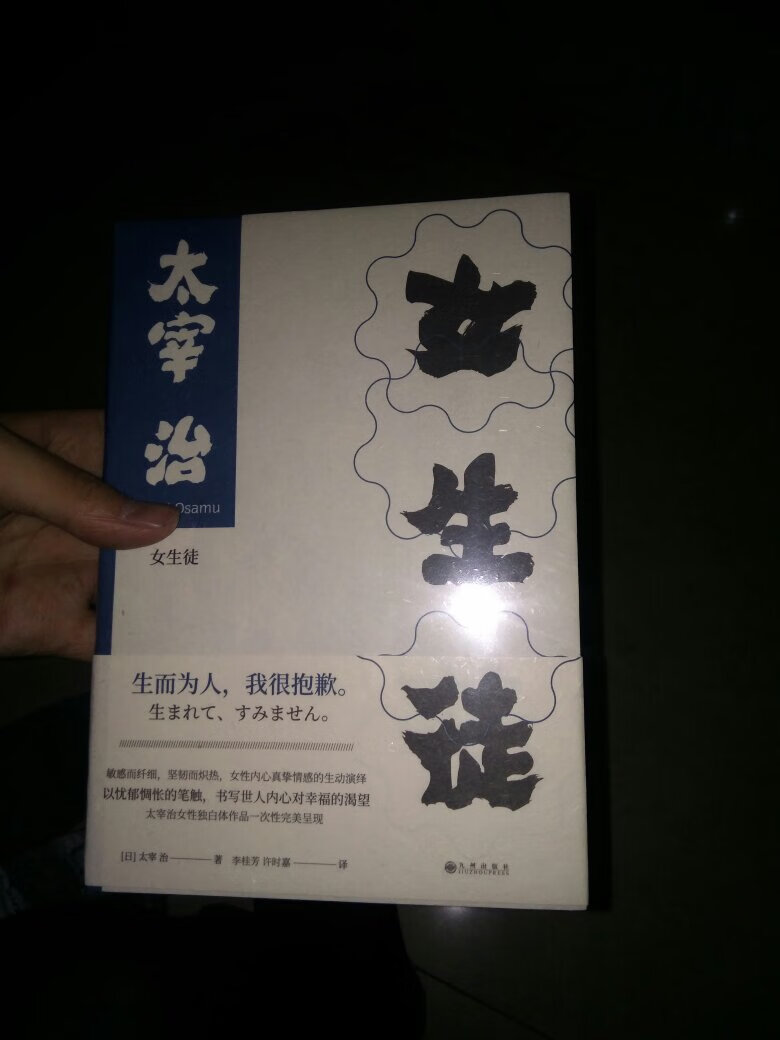 太宰治
Osamu
女生徒
女生徒
生而为人，我很抱歉。
生まれて、すみません。
敏感而纤细，坚韧而炽热，女性内心真挚情感的生动演绎
以忧郁惆怅的笔触，书写世人内心对幸福的渴望
太宰治女性独白体作品一次性完美呈现
[日] 太宰 治 著 李桂芳 许时嘉 译
九州出版社
JIUZHOUPRESS